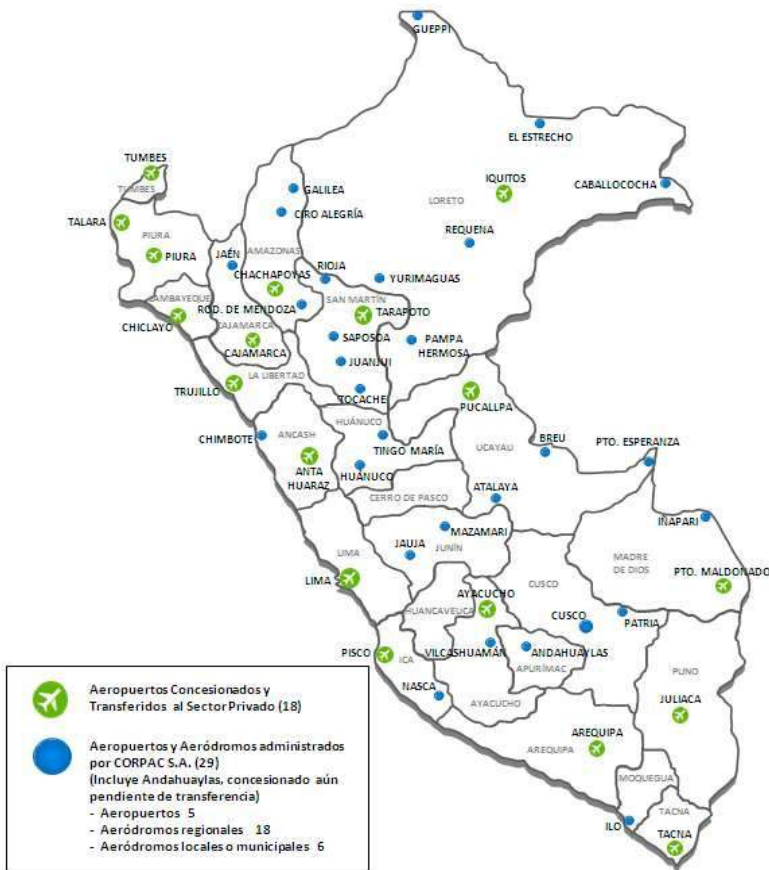 GUEPPI
EL ESTRECHO
TUMBES
IQUITOS
CABALLOCOCHA
TUMBES
GALILEA
LORETO
TALARA
CIRO ALEGRÍA
REQUENA
PIURA
AMAZONAS
PIURA
JAÉN
RIOJA
CHACHAPOYAS
YURIMAGUAS
LAMBAYEQUE
SAN MARTÍN
ROD. DE MENDOZA
TARAPOTO
CHICLAYO
CAJAMARCA
SAPOSOA
PAMPA
HERMOSA
CAJAMARCA
JUANJUI
LA LIBERTAD
TRUJILLO
TOCACHE
PUCALLPA
HUÁNUCO
ANCASH
CHIMBOTE
TINGO MARÍA
UCAYALI
BREU
PTO. ESPERANZA
ANTA
HUARAZ
HUÁNUCO
ATALAYA
CERRO DE PASCO
IÑAPARI
MAZAMARI
JAUJA
JUNÍN
LIMA
MADRE
DE DIOS
PTO. MALDONADO
LIMA
CUSCO
AYACUCHO
HUANCAVELICA
CUSCO
PATRIA
PISCO
ICA
VILCASHUAMÁN
ANDAHUAYLAS
APURÍMAC
PUNO
NASCA
AYACUCHO
JULIACA
AREQUIPA
AREQUIPA
MOQUEGUA
TACNA
ILO
TACNA
Aeropuertos Concesionados y
Transferidos al Sector Privado (18)
Aeropuertos y Aeródromos administrados
por CORPAC S.A. (29)
(Incluye Andahuaylas, concesionado aún
pendiente de transferencia)
- Aeropuertos 5
- Aeródromos regionales 18
- Aeródromos locales o municipales 6